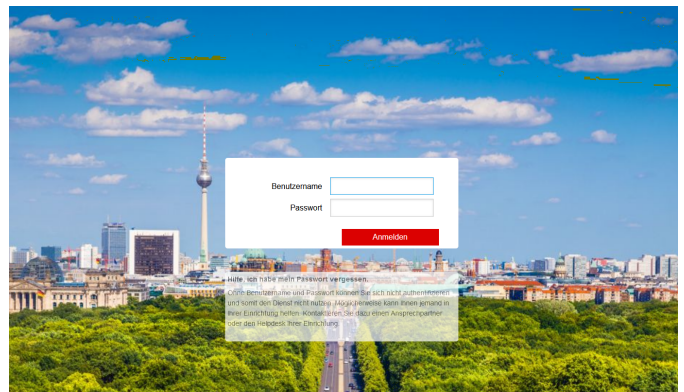 Benutzername
Passwort
Anmelden
Hilfe, ich habe mein Passwort vergessen.
Ohne Benutzername und Passwort können Sie sich nicht authentifizieren
und somit den Dienst nicht nutzen. Möglicherweise kann Ihnen jemand in
Ihrer Einrichtung helfen. Kontaktieren Sie dazu einen Ansprechpartner
oder den Helpdesk Ihrer Einrichtung.